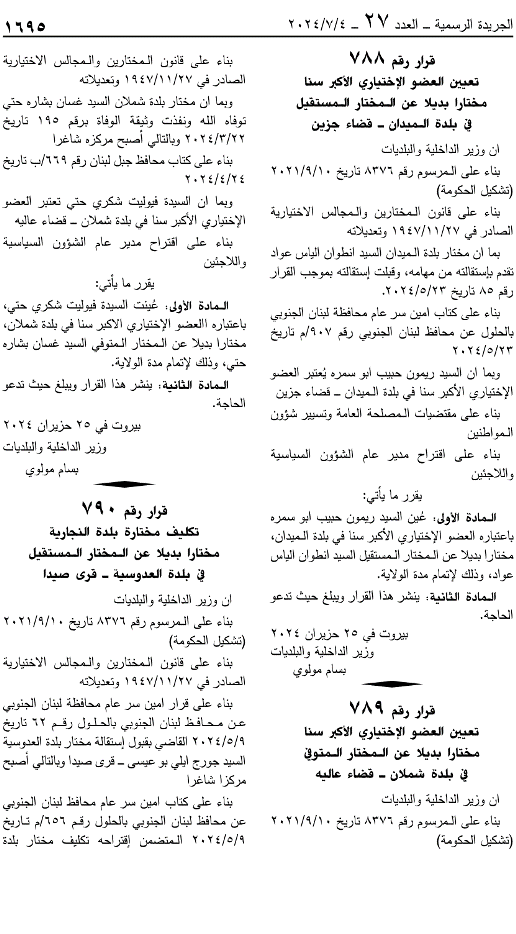 الجريدة الرسمية ــ العدد ٢٧ ــ ٢٠٢٤/٧/٤
١٦٩٥
قرار رقم ٧٨٨
تعيين العضو الإختياري الأكبر سنا
مختارا بديلا عن المختار المستقيل
في بلدة الميدان ــ قضاء جزين
ان وزير الداخلية والبلديات
بناء على المرسوم رقم ٨٣٧٦ تاريخ ٢٠٢١/٩/١٠
(تشكيل الحكومة)
بناء على قانون المختارين والمجالس الاختيارية
الصادر في ١٩٤٧/١١/٢٧ وتعديلاته
بما ان مختار بلدة الميدان السيد انطوان الياس عواد
تقدم بإستقالته من مهامه، وقبلت إستقالته بموجب القرار
رقم ٨٥ تاريخ ٢٠٢٤/٥/٢٣.
بناء على كتاب امين سر عام محافظة لبنان الجنوبي
بالحلول عن محافظ لبنان الجنوبي رقم ٩٠٧/م تاريخ
٢٠٢٤/٥/٢٣
وبما ان السيد ريمون حبيب ابو سمره يُعتبر العضو
الإختياري الأكبر سنا في بلدة الميدان ــ قضاء جزين
بناء على مقتضيات المصلحة العامة وتسيير شؤون
المواطنين
بناء على اقتراح مدير عام الشؤون السياسية
واللاجئين
يقرر ما يأتي:
المادة الأولى: عُين السيد ريمون حبيب ابو سمره
باعتباره العضو الإختياري الأكبر سنا في بلدة الميدان،
مختارا بديلا عن المختار المستقيل السيد انطوان الياس
عواد، وذلك لإتمام مدة الولاية.
المادة الثانية: ينشر هذا القرار ويبلغ حيث تدعو
الحاجة.
بيروت في ٢٥ حزيران ٢٠٢٤
وزير الداخلية والبلديات
بسام مولوي
قرار رقم ٧٨٩
تعيين العضو الإختياري الأكبر سنا
مختارا بديلا عن المختار المتوفي
في بلدة شملان ــ قضاء عاليه
ان وزير الداخلية والبلديات
بناء على المرسوم رقم ٨٣٧٦ تاريخ ٢٠٢١/٩/١٠
(تشكيل الحكومة)
بناء على قانون المختارين والمجالس الاختيارية
الصادر في ١٩٤٧/١١/٢٧ وتعديلاته
وبما ان مختار بلدة شملان السيد غسان بشاره حتي
توفاه الله ونفذت وثيقة الوفاة برقم ١٩٥ تاريخ
٢٠٢٤/٣/٢٢ وبالتالي أصبح مركزه شاغرا
بناء على كتاب محافظ جبل لبنان رقم ٦٦٩/ب تاريخ
٢٠٢٤/٤/٢٤
وبما ان السيدة فيوليت شكري حتي تعتبر العضو
الإختياري الأكبر سنا في بلدة شملان ــ قضاء عاليه
بناء على اقتراح مدير عام الشؤون السياسية
واللاجئين
يقرر ما يأتي:
المادة الأولى: عُينت السيدة فيوليت شكري حتي،
باعتباره االعضو الإختياري الاكبر سنا في بلدة شملان،
مختارا بديلا عن المختار المتوفي السيد غسان بشاره
حتي، وذلك لإتمام مدة الولاية.
المادة الثانية: ينشر هذا القرار ويبلغ حيث تدعو
الحاجة.
بيروت في ٢٥ حزيران ٢٠٢٤
وزير الداخلية والبلديات
بسام مولوي
قرار رقم ٧٩٠
تكليف مختارة بلدة النجارية
مختارا بديلا عن المختار المستقيل
في بلدة العدوسية ــ قرى صيدا
ان وزير الداخلية والبلديات
بناء على المرسوم رقم ٨٣٧٦ تاريخ ٢٠٢١/٩/١٠
(تشكيل الحكومة)
بناء على قانون المختارين والمجالس الاختيارية
الصادر في ١٩٤٧/١١/٢٧ وتعديلاته
بناء على قرار امين سر عام محافظة لبنان الجنوبي
عن محافظ لبنان الجنوبي بالحلول رقم ٦٢ تاريخ
٢٠٢٤/٥/٩ القاضي بقبول إستقالة مختار بلدة العدوسية
السيد جورج ايلي بو عيسى ــ قرى صيدا وبالتالي أصبح
مركزا شاغرا
بناء على كتاب امين سر عام محافظ لبنان الجنوبي
عن محافظ لبنان الجنوبي بالحلول رقم ٦٥٦/م تاريخ
٢٠٢٤/٥/٩ المتضمن إقتراحه تكليف مختار بلدة